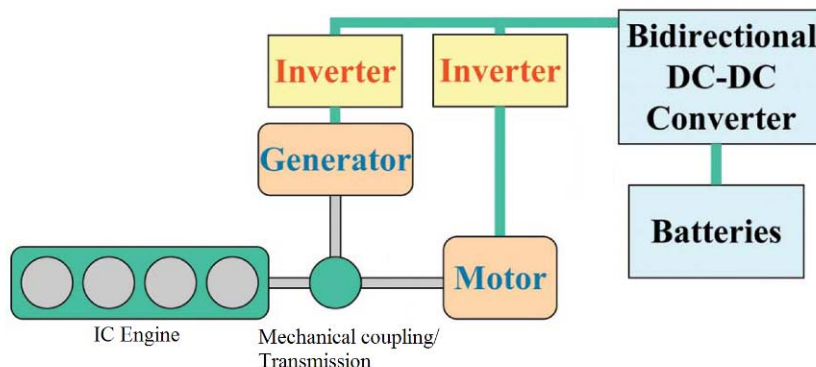 Inverter
Inverter
Bidirectional
DC-DC
Converter
Generator
Batteries
Motor
IC Engine
Mechanical coupling/
Transmission